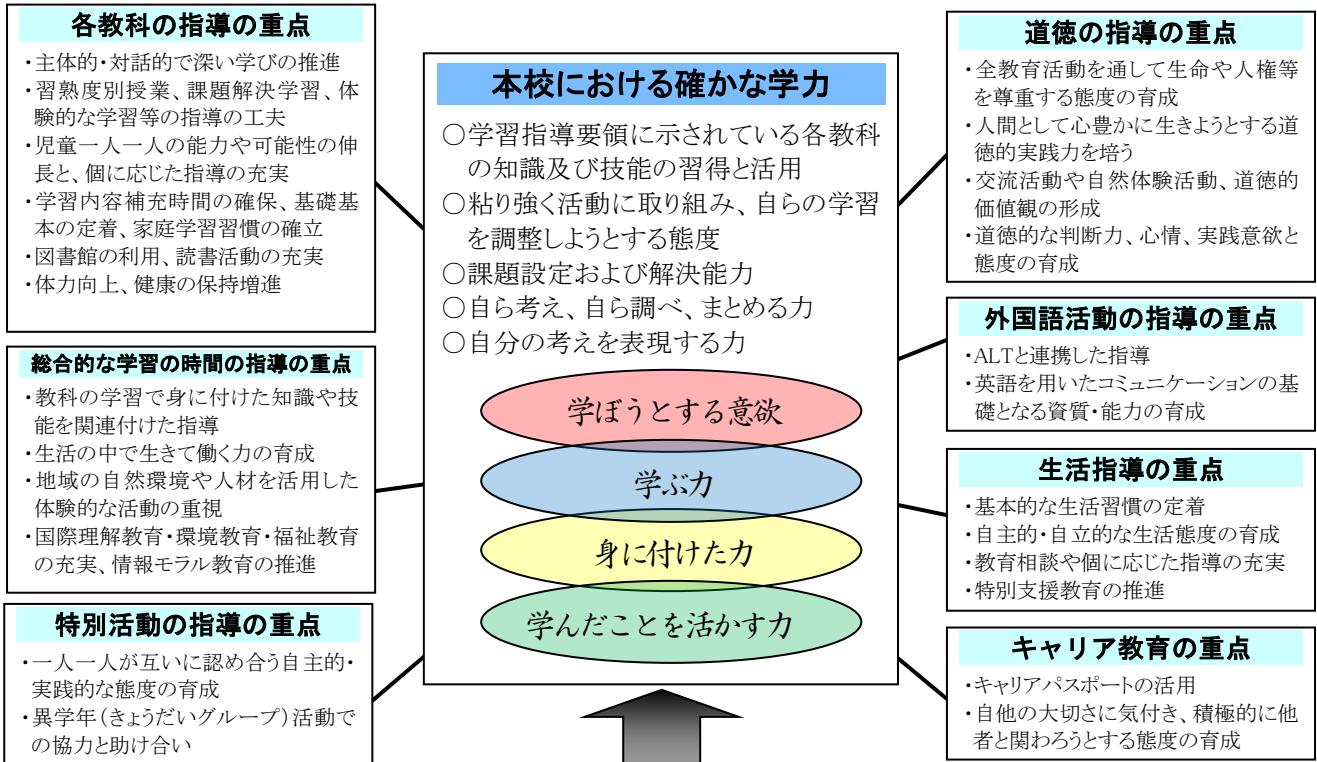 各教科の指導の重点
・主体的・対話的で深い学びの推進
・習熟度別授業、課題解決学習、体
験的な学習等の指導の工夫
・児童一人一人の能力や可能性の伸
長と、個に応じた指導の充実
・学習内容補充時間の確保、基礎基
本の定着、家庭学習習慣の確立
・図書館の利用、読書活動の充実
・体力向上、健康の保持増進
総合的な学習の時間の指導の重点
・教科の学習で身に付けた知識や技
能を関連付けた指導
・生活の中で生きて働く力の育成
・地域の自然環境や人材を活用した
体験的な活動の重視
・国際理解教育・環境教育・福祉教育
の充実、情報モラル教育の推進
特別活動の指導の重点
・一人一人が互いに認め合う自主的・
実践的な態度の育成
・異学年(きょうだいグループ)活動で
の協力と助け合い
本校における確かな学力
○学習指導要領に示されている各教科
の知識及び技能の習得と活用
○粘り強く活動に取り組み、自らの学習
を調整しようとする態度
○課題設定および解決能力
○自ら考え、自ら調べ、まとめる力
○自分の考えを表現する力
学ぼうとする意欲
学ぶ力
身に付けた力
学んだことを活かす力
道徳の指導の重点
・全教育活動を通して生命や人権等
を尊重する態度の育成
・人間として心豊かに生きようとする道
徳的実践力を培う
・交流活動や自然体験活動、道徳的
価値観の形成
・道徳的な判断力、心情、実践意欲と
態度の育成
外国語活動の指導の重点
・ALTと連携した指導
・英語を用いたコミュニケーションの基
礎となる資質・能力の育成
生活指導の重点
・基本的な生活習慣の定着
・自主的・自立的な生活態度の育成
・教育相談や個に応じた指導の充実
・特別支援教育の推進
キャリア教育の重点
・キャリアパスポートの活用
・自他の大切さに気付き、積極的に他
者と関わろうとする態度の育成